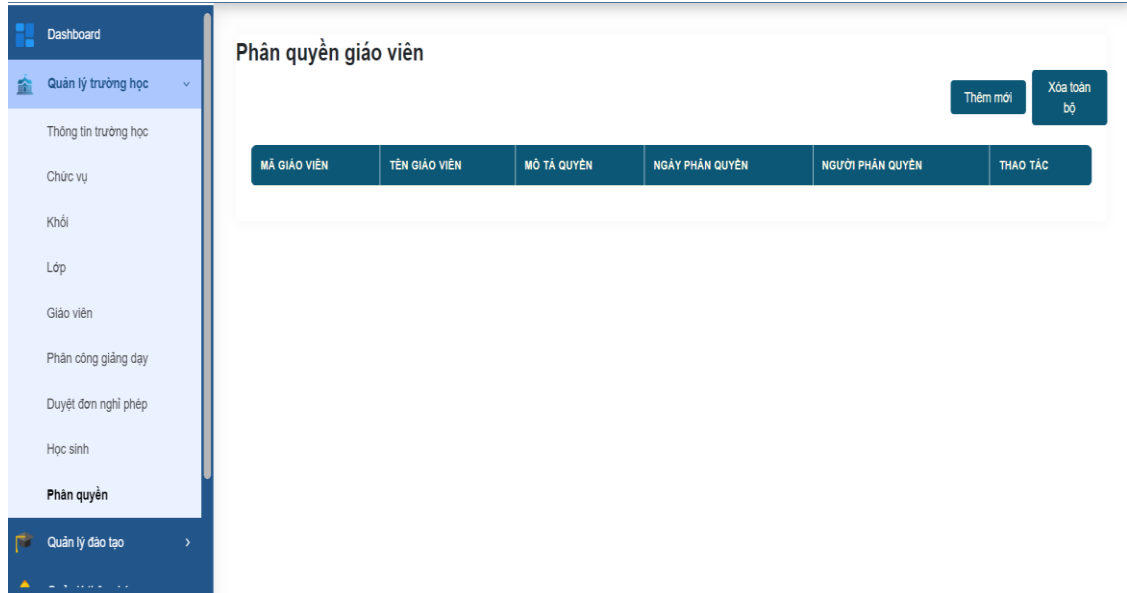 Dashboard
Quản lý trường học
Thông tin trường học
Chức vụ
Khối
Lớp
Giáo viên
Phân công giảng dạy
Duyệt đơn nghỉ phép
Học sinh
Phân quyền
Quản lý đào tạo
Phân quyền giáo viên
Thêm mới
Xóa toàn
bộ
MÃ GIÁO VIÊN
TÊN GIÁO VIÊN
MÔ TẢ QUYỀN
NGÀY PHÂN QUYỀN
NGƯỜI PHÂN QUYỀN
THAO TÁC